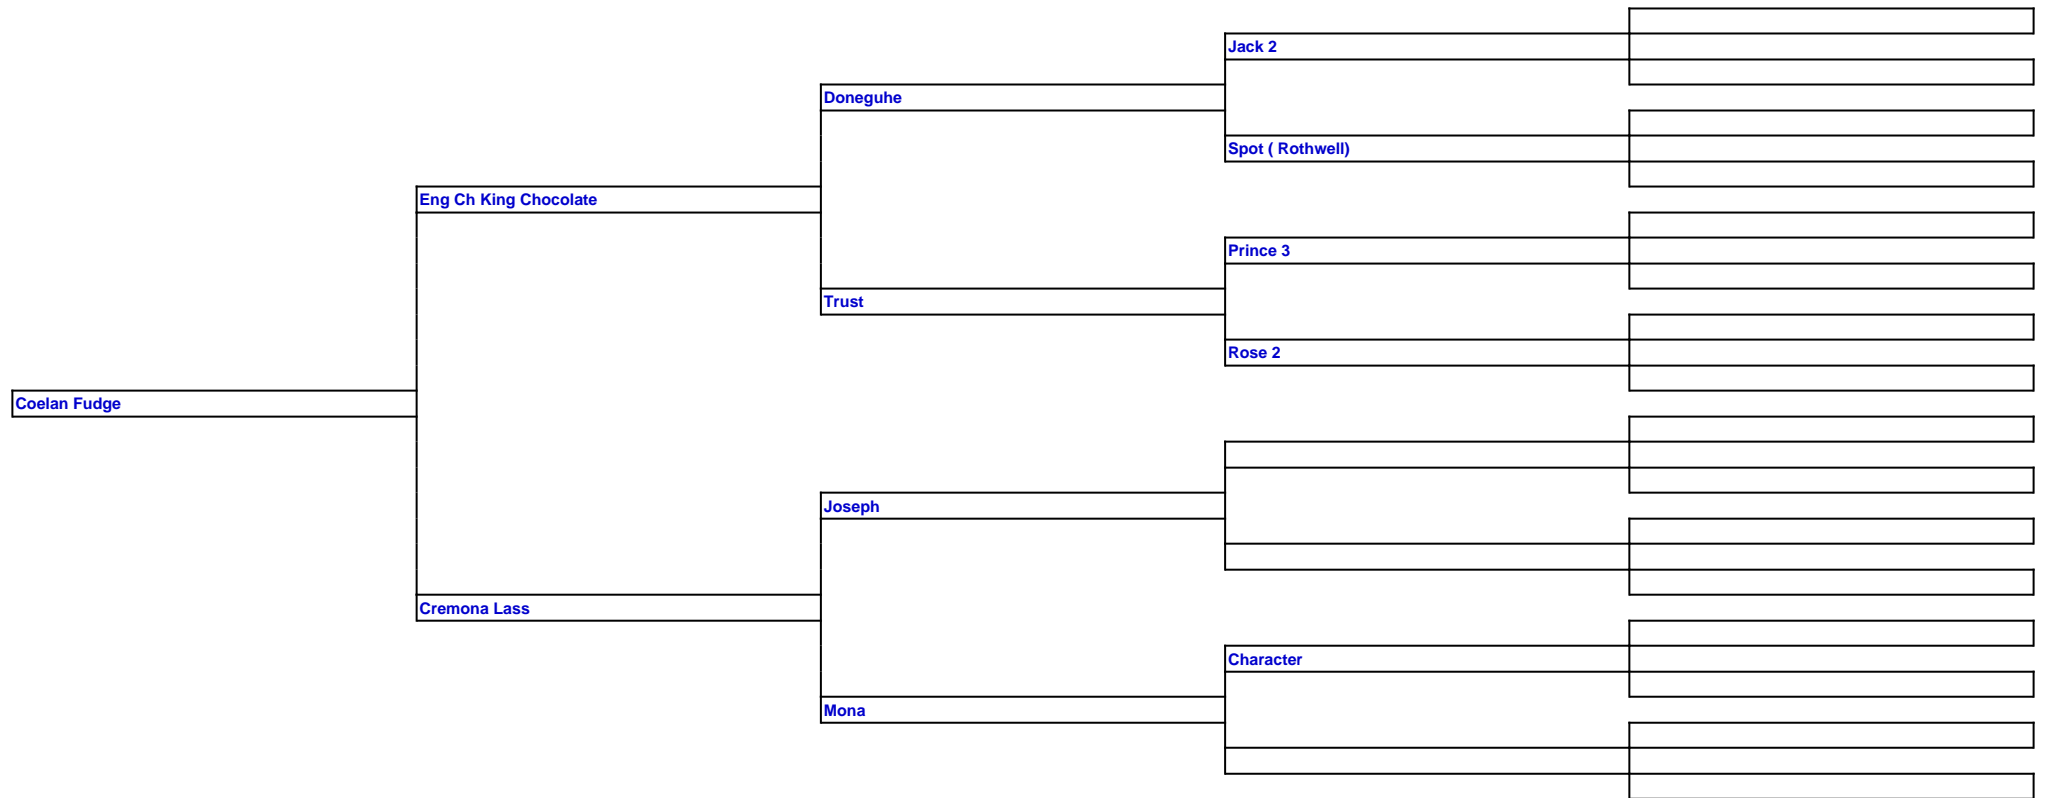 Jack 2
Doneguhe
Spot ( Rothwell)
Eng Ch King Chocolate
Prince 3
Trust
Rose 2
Coelan Fudge
Joseph
Cremona Lass
Character
Mona